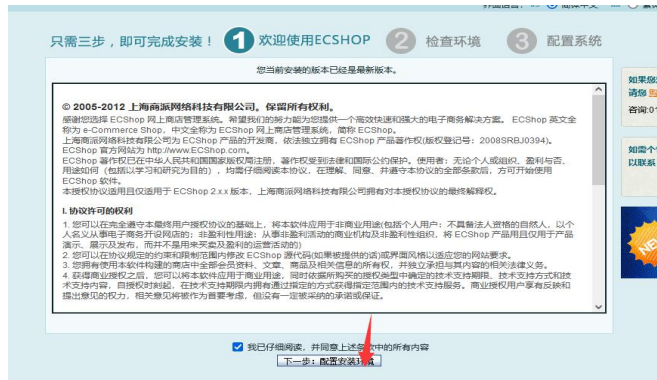 界面语言：
简体中文
只需三步，即可完成安装！ 1 欢迎使用ECSHOP 2 检查环境 3 配置系统
您当前安装的版本已经是最新版本。
© 2005-2012 上海商派网络科技有限公司。保留所有权利。
感谢您选择 ECShop 网上商店管理系统。希望我们的努力能为您提供一个高效快速和强大的电子商务解决方案。 ECShop 英文全
称为 e-Commerce Shop，中文全称为 ECShop 网上商店管理系统，简称 ECShop。
上海商派网络科技有限公司为 ECShop 产品的开发商，依法独立拥有 ECShop 产品著作权(版权登记号：2008SRBJ0394)。
ECShop 官方网站为 http://www.ECShop.com。
ECShop 著作权已在中华人民共和国国家版权局注册，著作权受到法律和国际公约保护。使用者：无论个人或组织、盈利与否、
用途如何（包括以学习和研究为目的），均需仔细阅读本协议，在理解、同意、并遵守本协议的全部条款后，方可开始使用
ECShop 软件。
本授权协议适用且仅适用于 ECShop 2.x.x 版本，上海商派网络科技有限公司拥有对本授权协议的最终解释权。
I. 协议许可的权利
1. 您可以在完全遵守本最终用户授权协议的基础上，将本软件应用于非商业用途(包括个人用户：不具备法人资格的自然人，以个
人名义从事电子商务开设网店的；非盈利性用途：从事非盈利活动的商业机构及非盈利性组织，将 ECShop 产品用且仅用于产品
演示、展示及发布，而并不是用来买卖及盈利的运营活动的)
2. 您可以在协议规定的约束和限制范围内修改 ECShop 源代码(如果被提供的话)或界面风格以适应您的网站要求。
3. 您拥有使用本软件构建的商店中全部会员资料、文章、商品及相关信息的所有权，并独立承担与其内容的相关法律义务。
4. 获得商业授权之后，您可以将本软件应用于商业用途，同时依据所购买的授权类型中确定的技术支持期限、技术支持方式和技
术支持内容，自授权时刻起，在技术支持期限内拥有通过指定的方式获得指定范围内的技术支持服务。商业授权用户享有反映和
提出意见的权力，相关意见将被作为首要考虑，但没有一定被采纳的承诺或保证。
我已仔细阅读，并同意上述条款中的所有内容
下一步：配置安装环境
如果您
请您
咨询:01
如需个
以联系
NEW